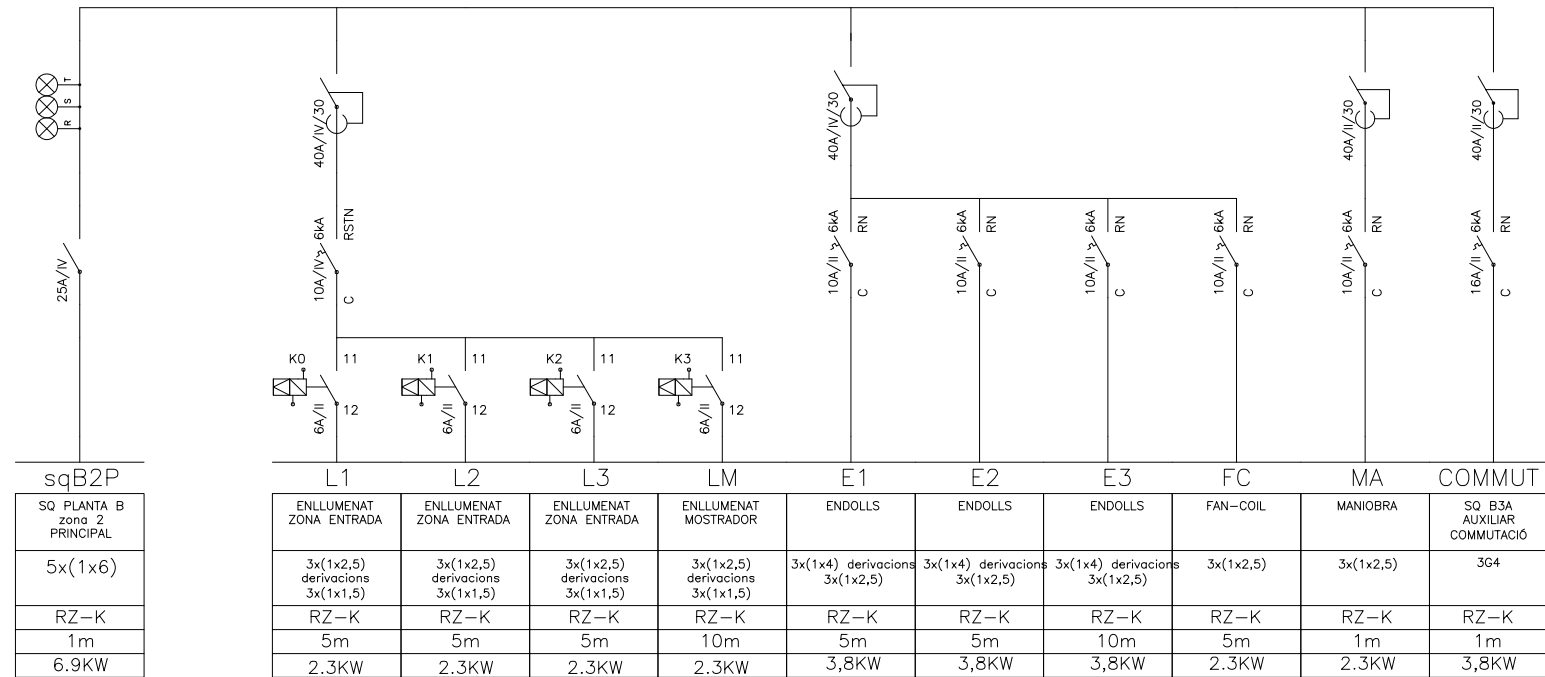 T
S
R
25A/IV
40A/IV/30
RSTN
10A/IV 6kA
C
K0
11
12
6A/II
K1
11
12
6A/II
K2
11
12
6A/II
K3
11
12
6A/II
40A/IV/30
10A/II 6kA
RN
C
10A/II 6kA
RN
C
10A/II 6kA
RN
C
10A/II 6kA
RN
C
40A/II/30
10A/II 6kA
RN
C
40A/II/30
16A/II 6kA
RN
C
sqB2P
L1
L2
L3
LM
E1
E2
E3
FC
MA
COMMUT
SQ PLANTA B
zona 2
PRINCIPAL
ENLLUMENAT
ZONA ENTRADA
ENLLUMENAT
ZONA ENTRADA
ENLLUMENAT
ZONA ENTRADA
ENLLUMENAT
MOSTRADOR
ENDOLLS
ENDOLLS
ENDOLLS
FAN-COIL
MANIOBRA
SQ B3A
AUXILIAR
COMMUTACIÓ
5x(1x6)
3x(1x2,5)
derivacions
3x(1x1,5)
3x(1x2,5)
derivacions
3x(1x1,5)
3x(1x2,5)
derivacions
3x(1x1,5)
3x(1x2,5)
derivacions
3x(1x1,5)
3x(1x4) derivacions
3x(1x2,5)
3x(1x4) derivacions
3x(1x2,5)
3x(1x4) derivacions
3x(1x2,5)
3x(1x2,5)
3x(1x2,5)
3G4
RZ-K
RZ-K
RZ-K
RZ-K
RZ-K
RZ-K
RZ-K
RZ-K
RZ-K
RZ-K
RZ-K
1m
5m
5m
5m
10m
5m
5m
10m
5m
1m
1m
6.9KW
2.3KW
2.3KW
2.3KW
2.3KW
3,8KW
3,8KW
3,8KW
2.3KW
2.3KW
3,8KW